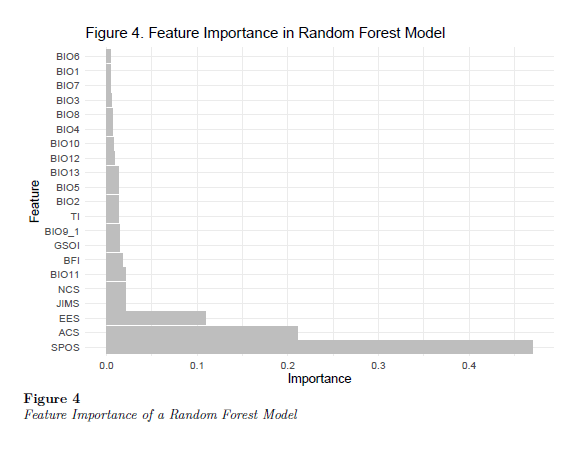 Figure 4. Feature Importance in Random Forest Model
BIO6
BIO1
BIO7
BIO3
BIO8
BIO4
BIO10
BIO12
BIO13
BIO5
BIO2
TI
BIO9_1
GSOI
BFI
BIO11
NCS
JIMS
EES
ACS
SPOS
Feature
0.0 0.1 0.2 0.3 0.4
Importance
Figure 4
Feature Importance of a Random Forest Model